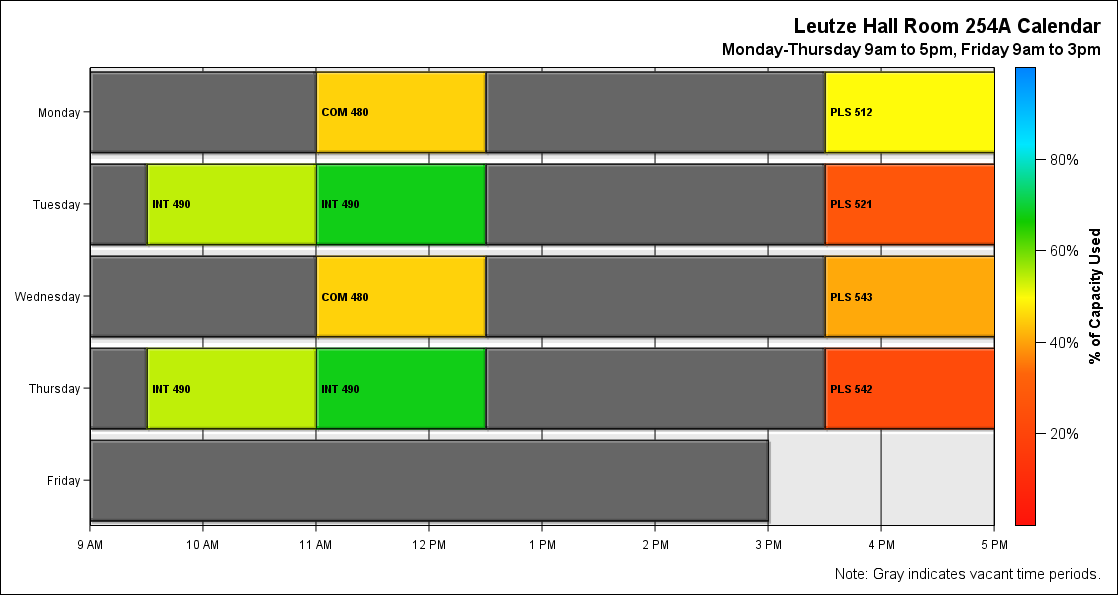 Leutze Hall Room 254A Calendar
Monday-Thursday 9am to 5pm, Friday 9am to 3pm
Monday
COM 480
PLS 512
Tuesday
INT 490
INT 490
PLS 521
Wednesday
COM 480
PLS 543
Thursday
INT 490
INT 490
PLS 542
Friday
9 AM
10 AM
11 AM
12 PM
1 PM
2 PM
3 PM
4 PM
5 PM
80%
60%
40%
20%
% of Capacity Used
Note: Gray indicates vacant time periods.